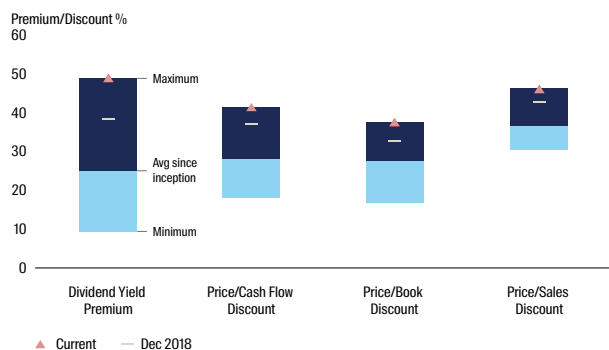 Premium/Discount %
60
50
Maximum
40
30
Avg since
inception
20
10
Minimum
0
Dividend Yield
Premium
Price/Cash Flow
Discount
Price/Book
Discount
Price/Sales
Discount
Current
Dec 2018